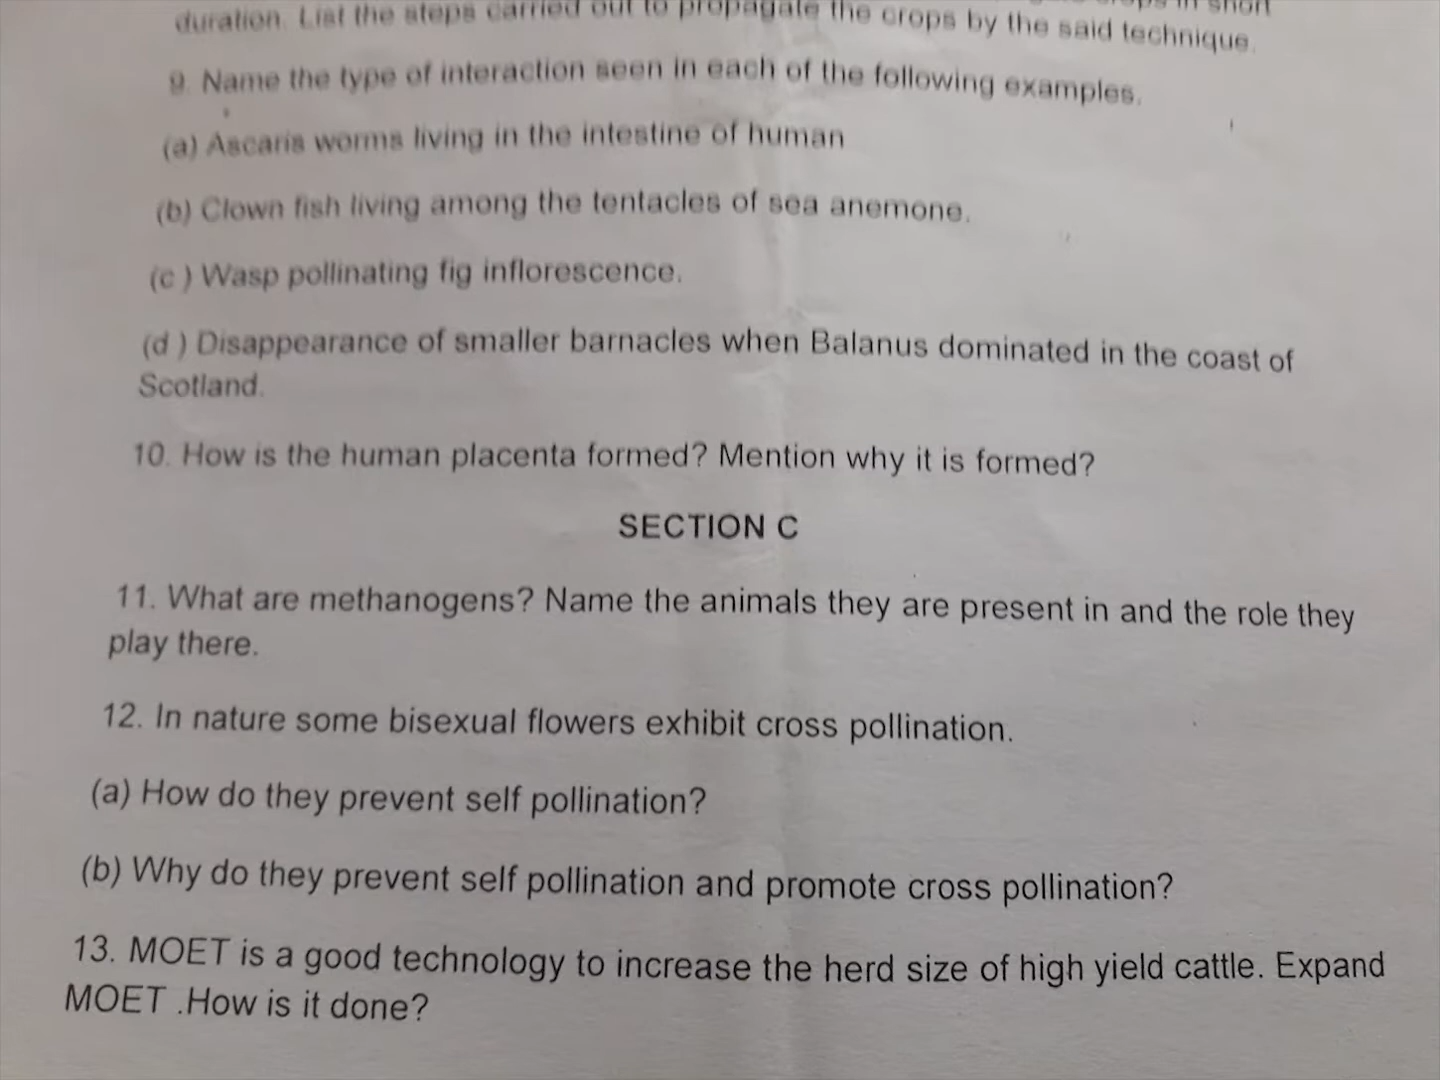 duration. List the steps carried out to propagate the crops by the said technique.
9. Name the type of interaction seen in each of the following examples.
(a) Ascaris worms living in the intestine of human
(b) Clown fish living among the tentacles of sea anemone.
(c ) Wasp pollinating fig inflorescence.
(d ) Disappearance of smaller barnacles when Balanus dominated in the coast of
Scotland.
10. How is the human placenta formed? Mention why it is formed?
SECTION C
11. What are methanogens? Name the animals they are present in and the role they
play there.
12. In nature some bisexual flowers exhibit cross pollination.
(a) How do they prevent self pollination?
(b) Why do they prevent self pollination and promote cross pollination?
13. MOET is a good technology to increase the herd size of high yield cattle. Expand
MOET .How is it done?